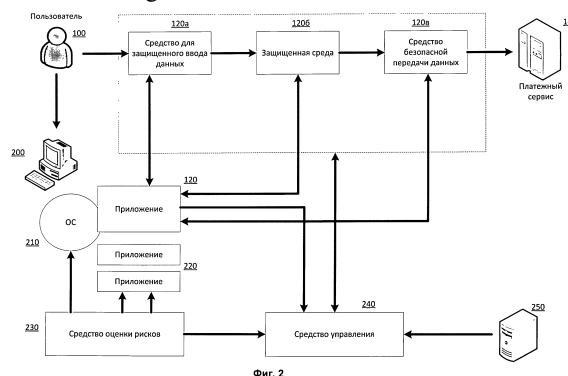 Пользователь
100
120а
120б
120в
1
Средство для
защищенного ввода
данных
Защищенная среда
Средство
безопасной
передачи данных
Платежный
сервис
200
120
Приложение
ОС
210
Приложение
220
Приложение
230
240
250
Средство оценки рисков
Средство управления
Фиг. 2